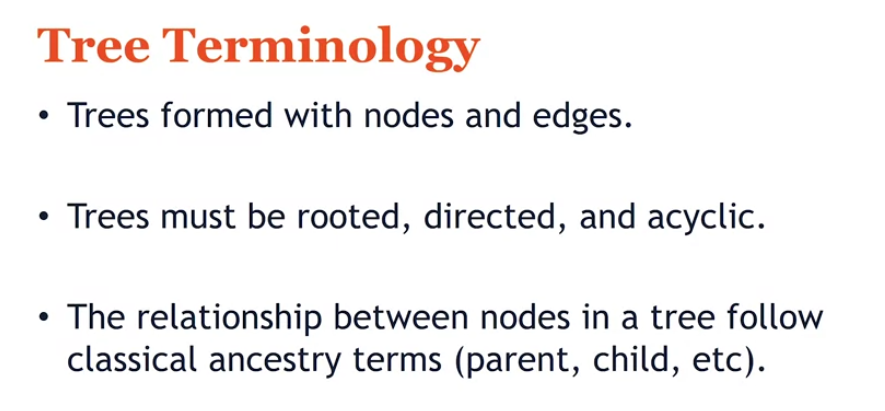 Tree Terminology
• Trees formed with nodes and edges.
• Trees must be rooted, directed, and acyclic.
• The relationship between nodes in a tree follow
classical ancestry terms (parent, child, etc).